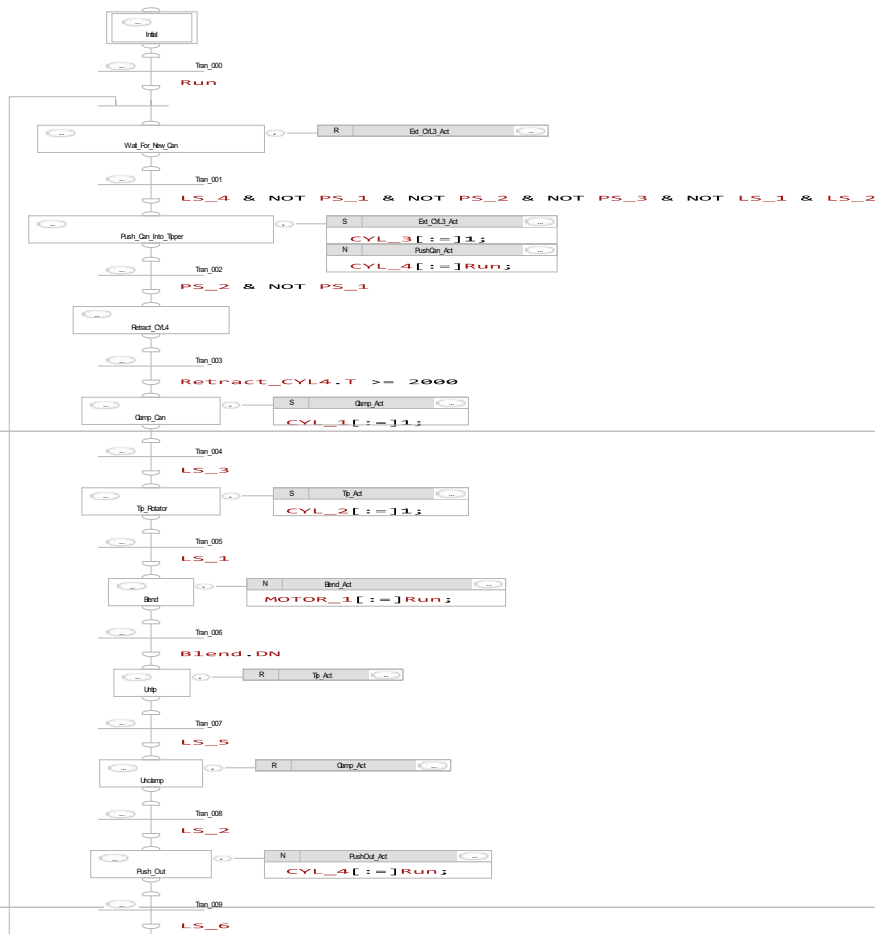 ...
Initial
... Tran_000
Run
... . R Ext_CYL3_Act ...
Wait_For_New_Can
... Tran_001
LS_4 & NOT PS_1 & NOT PS_2 & NOT PS_3 & NOT LS_1 & LS_2
... . S Ext_CYL3_Act ...
Push_Can_Into_Tipper
CYL_3[:=]1;
N PushCan_Act ...
CYL_4[:=]Run;
... Tran_002
PS_2 & NOT PS_1
...
Retract_CYL4
... Tran_003
Retract_CYL4.T >= 2000
... . S Clamp_Act ...
Clamp_Can
CYL_1[:=]1;
... Tran_004
LS_3
... . S Tip_Act ...
Tip_Rotator
CYL_2[:=]1;
... Tran_005
LS_1
... . N Blend_Act ...
Blend
MOTOR_1[:=]Run;
... Tran_006
Blend.DN
... . R Tip_Act ...
Untip
... Tran_007
LS_5
... . R Clamp_Act ...
Unclamp
... Tran_008
LS_2
... . N PushOut_Act ...
Push_Out
CYL_4[:=]Run;
... Tran_009
LS_6